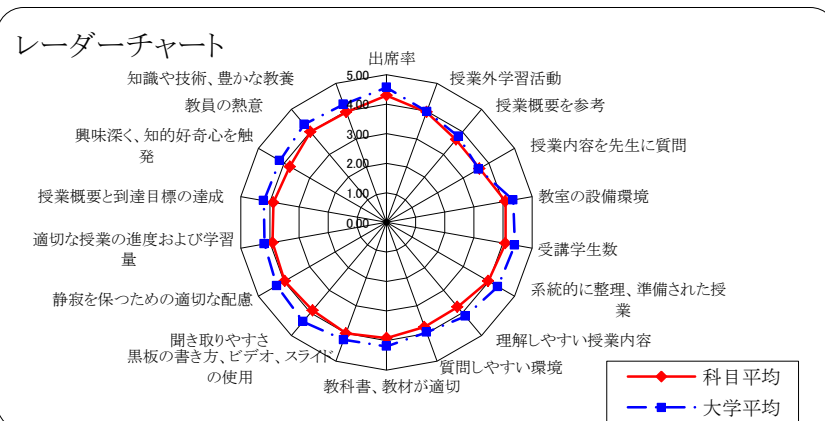 レーダーチャート
出席率
授業外学習活動
授業概要を参考
授業内容を先生に質問
教室の設備環境
受講学生数
系統的に整理、準備された授
業
理解しやすい授業内容
質問しやすい環境
教科書、教材が適切
黒板の書き方、ビデオ、スライド
の使用
聞き取りやすさ
静寂を保つための適切な配慮
適切な授業の進度および学習
量
授業概要と到達目標の達成
興味深く、知的好奇心を触
発
教員の熱意
知識や技術、豊かな教養
5.00
4.00
3.00
2.00
1.00
0.00
科目平均
大学平均